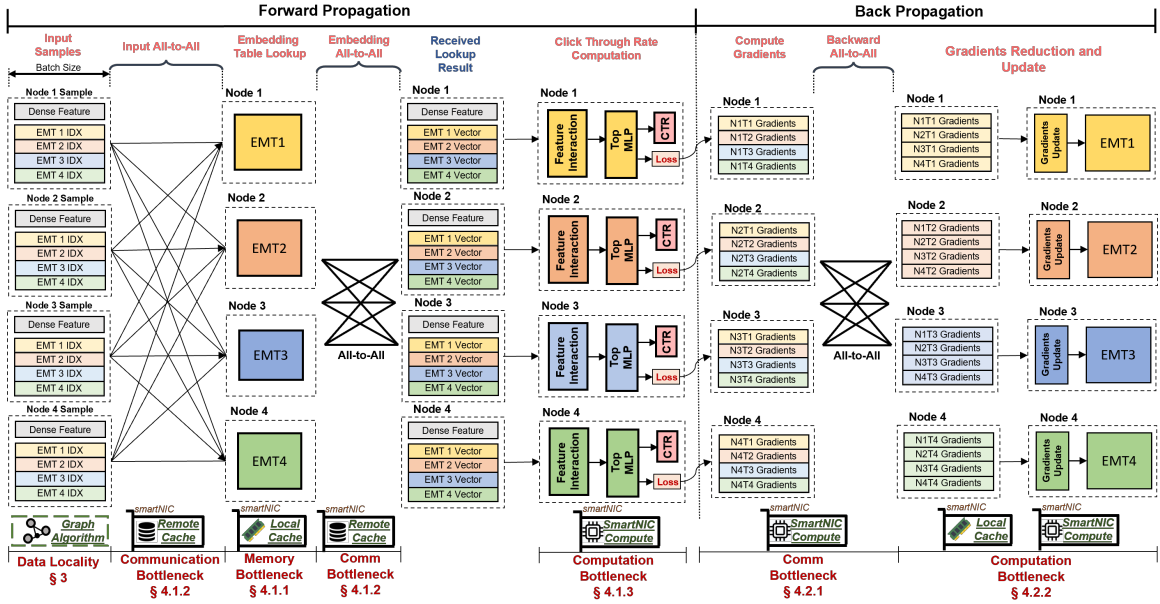 Forward Propagation
Back Propagation
Input
Samples
Input All-to-All
Embedding
Table Lookup
Embedding
All-to-All
Received
Lookup
Result
Click Through Rate
Computation
Compute
Gradients
Backward
All-to-All
Gradients Reduction and
Update
Batch Size
Node 1 Sample
Dense Feature
EMT 1 IDX
EMT 2 IDX
EMT 3 IDX
EMT 4 IDX
Node 2 Sample
Dense Feature
EMT 1 IDX
EMT 2 IDX
EMT 3 IDX
EMT 4 IDX
Node 3 Sample
Dense Feature
EMT 1 IDX
EMT 2 IDX
EMT 3 IDX
EMT 4 IDX
Node 4 Sample
Dense Feature
EMT 1 IDX
EMT 2 IDX
EMT 3 IDX
EMT 4 IDX
Node 1
EMT1
Node 2
EMT2
Node 3
EMT3
Node 4
EMT4
All-to-All
Node 1
Dense Feature
EMT 1 Vector
EMT 2 Vector
EMT 3 Vector
EMT 4 Vector
Node 2
Dense Feature
EMT 1 Vector
EMT 2 Vector
EMT 3 Vector
EMT 4 Vector
Node 3
Dense Feature
EMT 1 Vector
EMT 2 Vector
EMT 3 Vector
EMT 4 Vector
Node 4
Dense Feature
EMT 1 Vector
EMT 2 Vector
EMT 3 Vector
EMT 4 Vector
Node 1
Feature
Interaction
Top
MLP
CTR
Loss
Node 2
Feature
Interaction
Top
MLP
CTR
Loss
Node 3
Feature
Interaction
Top
MLP
CTR
Loss
Node 4
Feature
Interaction
Top
MLP
CTR
Loss
Node 1
N1T1 Gradients
N1T2 Gradients
N1T3 Gradients
N1T4 Gradients
Node 2
N2T1 Gradients
N2T2 Gradients
N2T3 Gradients
N2T4 Gradients
Node 3
N3T1 Gradients
N3T2 Gradients
N3T3 Gradients
N3T4 Gradients
Node 4
N4T1 Gradients
N4T2 Gradients
N4T3 Gradients
N4T4 Gradients
All-to-All
Node 1
N1T1 Gradients
N2T1 Gradients
N3T1 Gradients
N4T1 Gradients
Node 2
N1T2 Gradients
N2T2 Gradients
N3T2 Gradients
N4T2 Gradients
Node 3
N1T3 Gradients
N2T3 Gradients
N3T3 Gradients
N4T3 Gradients
Node 4
N1T4 Gradients
N2T4 Gradients
N3T4 Gradients
N4T4 Gradients
Node 1
Gradients
Update
EMT1
Node 2
Gradients
Update
EMT2
Node 3
Gradients
Update
EMT3
Node 4
Gradients
Update
EMT4
Graph
Algorithm
smartNIC
Remote
Cache
smartNIC
Local
Cache
smartNIC
Remote
Cache
smartNIC
SmartNIC
Compute
smartNIC
SmartNIC
Compute
smartNIC
Local
Cache
smartNIC
SmartNIC
Compute
Data Locality
§ 3
Communication
Bottleneck
§ 4.1.2
Memory
Bottleneck
§ 4.1.1
Comm
Bottleneck
§ 4.1.2
Computation
Bottleneck
§ 4.1.3
Comm
Bottleneck
§ 4.2.1
Computation
Bottleneck
§ 4.2.2